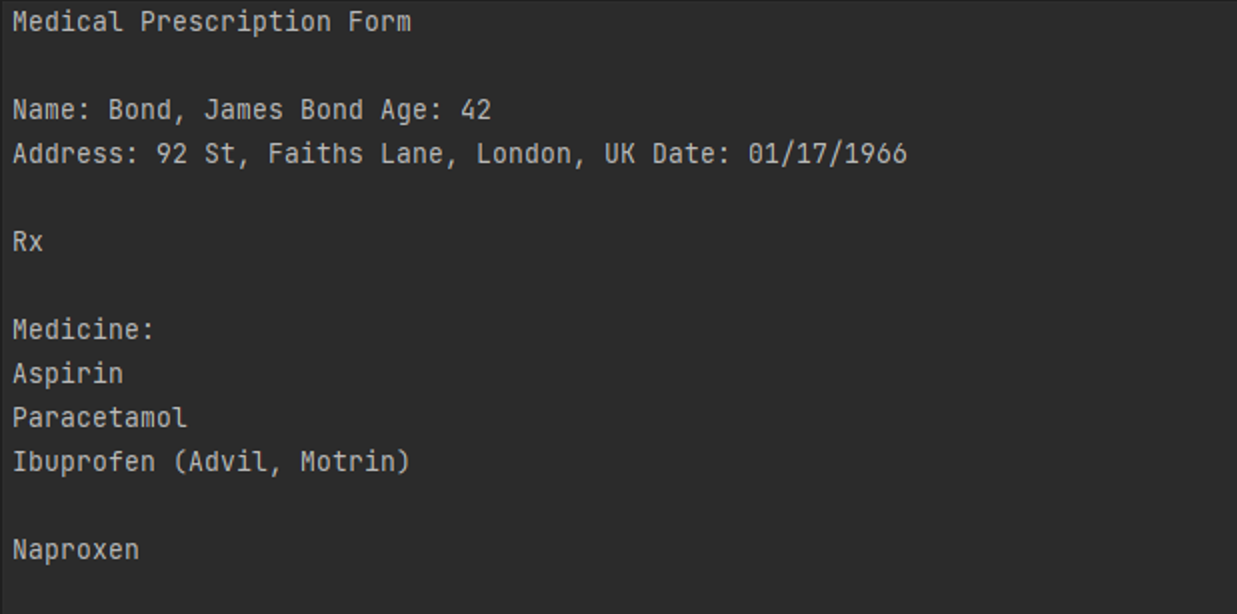 Medical Prescription Form
Name: Bond, James Bond Age: 42
Address: 92 St, Faiths Lane, London, UK Date: 01/17/1966
Rx
Medicine:
Aspirin
Paracetamol
Ibuprofen (Advil, Motrin)
Naproxen